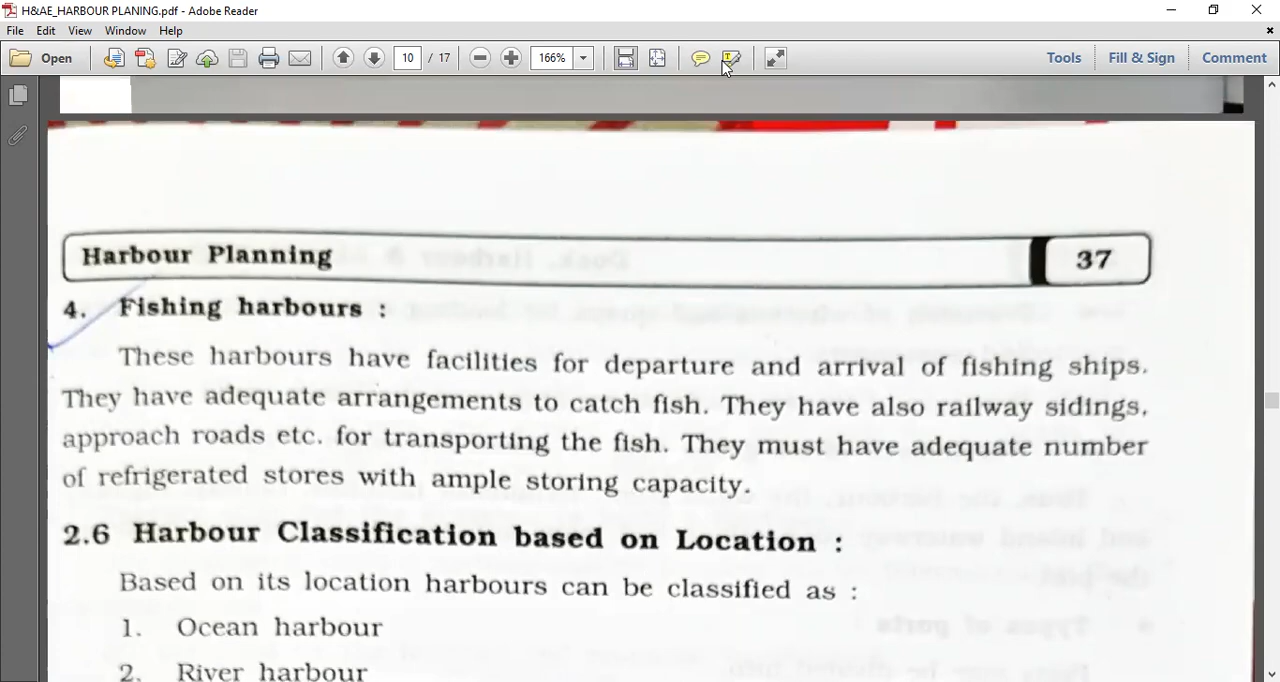 H&AE_HARBOUR PLANING.pdf - Adobe Reader
File Edit View Window Help
Open 10 / 17 166% Tools Fill & Sign Comment
Harbour Planning 37
4. Fishing harbours :
These harbours have facilities for departure and arrival of fishing ships.
They have adequate arrangements to catch fish. They have also railway sidings,
approach roads etc. for transporting the fish. They must have adequate number
of refrigerated stores with ample storing capacity.
2.6 Harbour Classification based on Location :
Based on its location harbours can be classified as :
1. Ocean harbour
2. River harbour